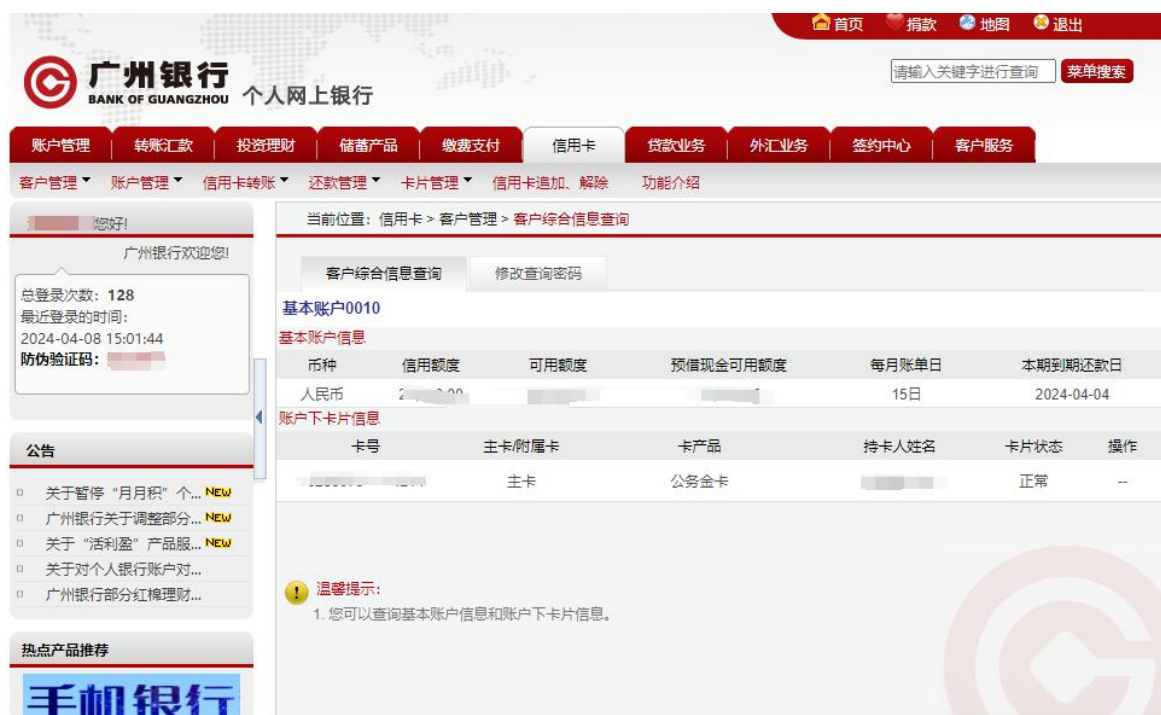 首页 捐款 地图 退出
广州银行
BANK OF GUANGZHOU
个人网上银行
请输入关键字进行查询 菜单搜索
账户管理 转账汇款 投资理财 储蓄产品 缴费支付 信用卡 贷款业务 外汇业务 签约中心 客户服务
客户管理 账户管理 信用卡转账 还款管理 卡片管理 信用卡追加、解除 功能介绍
您好!
广州银行欢迎您!
总登录次数：128
最近登录的时间：
2024-04-08 15:01:44
防伪验证码：
公告
关于暂停“月月积”个... NEW
广州银行关于调整部分... NEW
关于“活利盈”产品服... NEW
关于对个人银行账户对...
广州银行部分红棉理财...
热点产品推荐
手机银行
当前位置：信用卡 > 客户管理 > 客户综合信息查询
客户综合信息查询 修改查询密码
基本账户0010
基本账户信息
币种 信用额度 可用额度 预借现金可用额度 每月账单日 本期到期还款日
人民币 15日 2024-04-04
账户下卡片信息
卡号 主卡/附属卡 卡产品 持卡人姓名 卡片状态 操作
主卡 公务金卡 正常 --
温馨提示：
1. 您可以查询基本账户信息和账户下卡片信息。